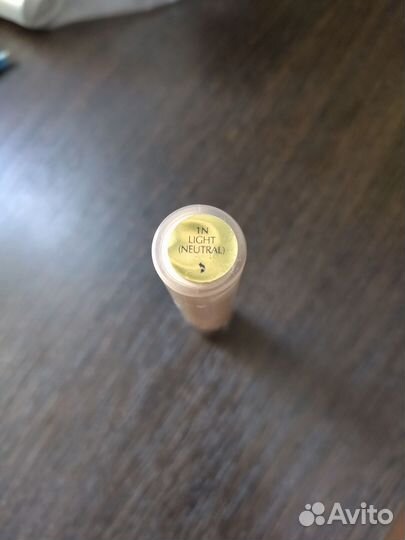 1N
LIGHT
(NEUTRAL)
Avito